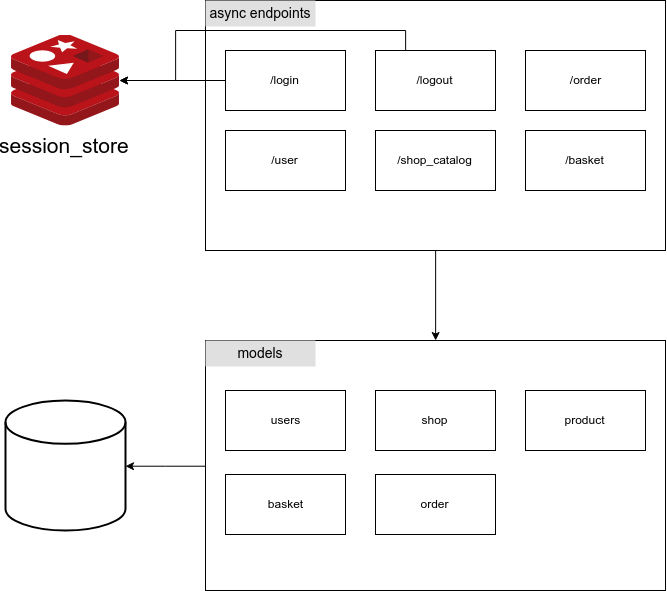 async endpoints
/login
/logout
/order
session_store
/user
/shop_catalog
/basket
models
users
shop
product
basket
order